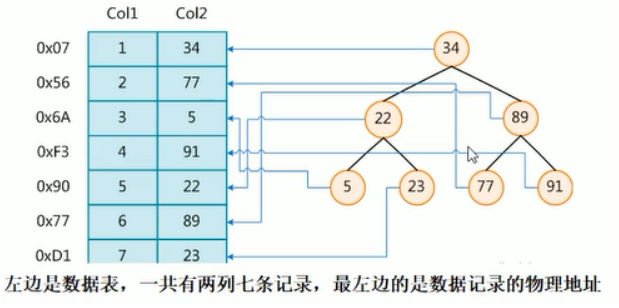 Col1 Col2
0x07 1 34 34
0x56 2 77
0x6A 3 5 22 89
0xF3 4 91
0x90 5 22 5 23 77 91
0x77 6 89
0xD1 7 23
左边是数据表，一共有两列七条记录，最左边的是数据记录的物理地址